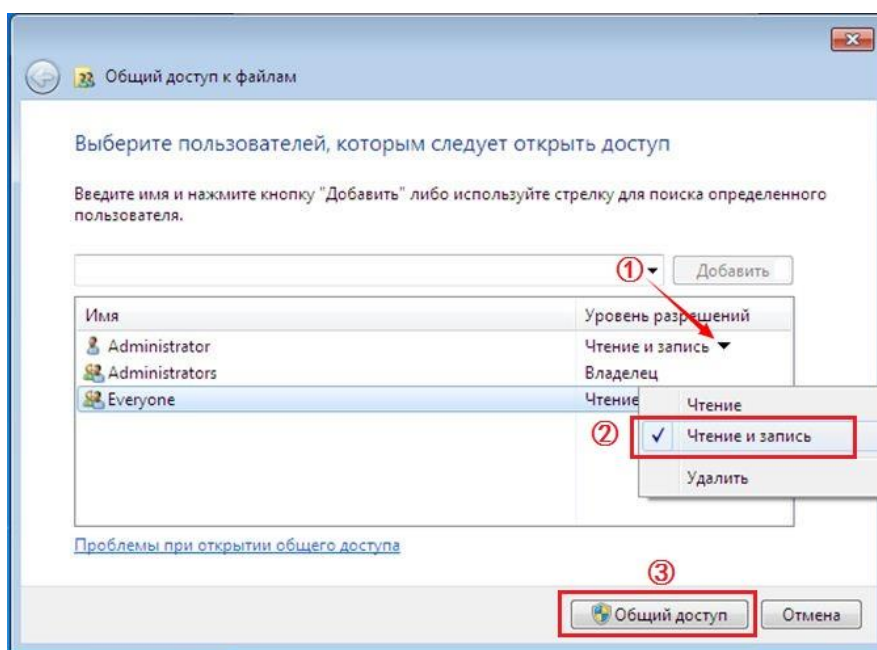 Общий доступ к файлам
Выберите пользователей, которым следует открыть доступ
Введите имя и нажмите кнопку "Добавить" либо используйте стрелку для поиска определенного
пользователя.
①
Добавить
Имя Уровень разрешений
Administrator Чтение и запись
Administrators Владелец
Everyone Чтение
Чтение
② Чтение и запись
Удалить
Проблемы при открытии общего доступа
③
Общий доступ Отмена